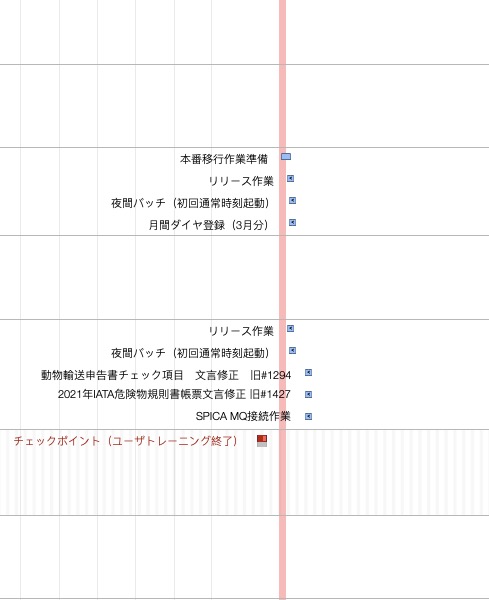 本番移行作業準備
リリース作業
夜間バッチ（初回通常時刻起動）
月間ダイヤ登録（3月分）
リリース作業
夜間バッチ（初回通常時刻起動）
動物輸送申告書チェック項目　文言修正　旧#1294
2021年IATA危険物規則書帳票文言修正 旧#1427
SPICA MQ接続作業
チェックポイント（ユーザトレーニング終了）